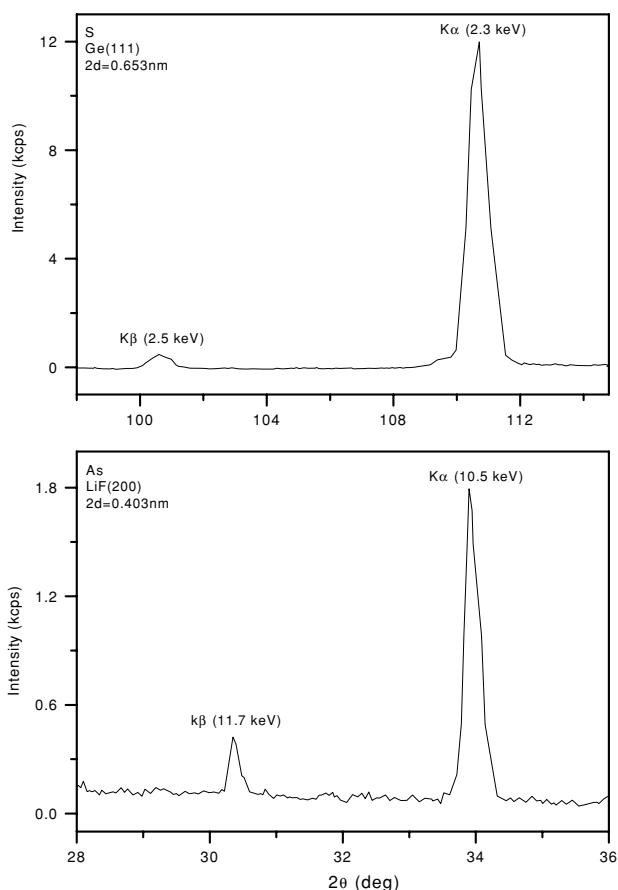 S
Ge(111)
2d=0.653nm
Kα (2.3 keV)
Kβ (2.5 keV)
Intensity (kcps)
12
8
4
0
100
104
108
112
As
LiF(200)
2d=0.403nm
Kα (10.5 keV)
kβ (11.7 keV)
Intensity (kcps)
1.8
1.2
0.6
0.0
28
30
32
34
36
2θ (deg)